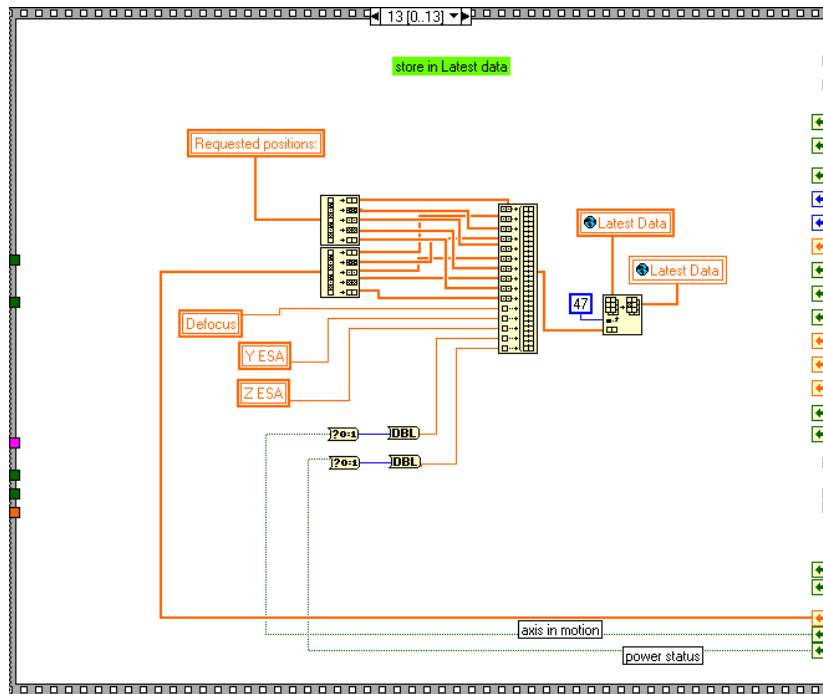 13 [0..13]
store in Latest data
Requested positions:
Latest Data
Latest Data
47
Defocus
Y ESA
Z ESA
?0:1
DBL
?0:1
DBL
axis in motion
power status